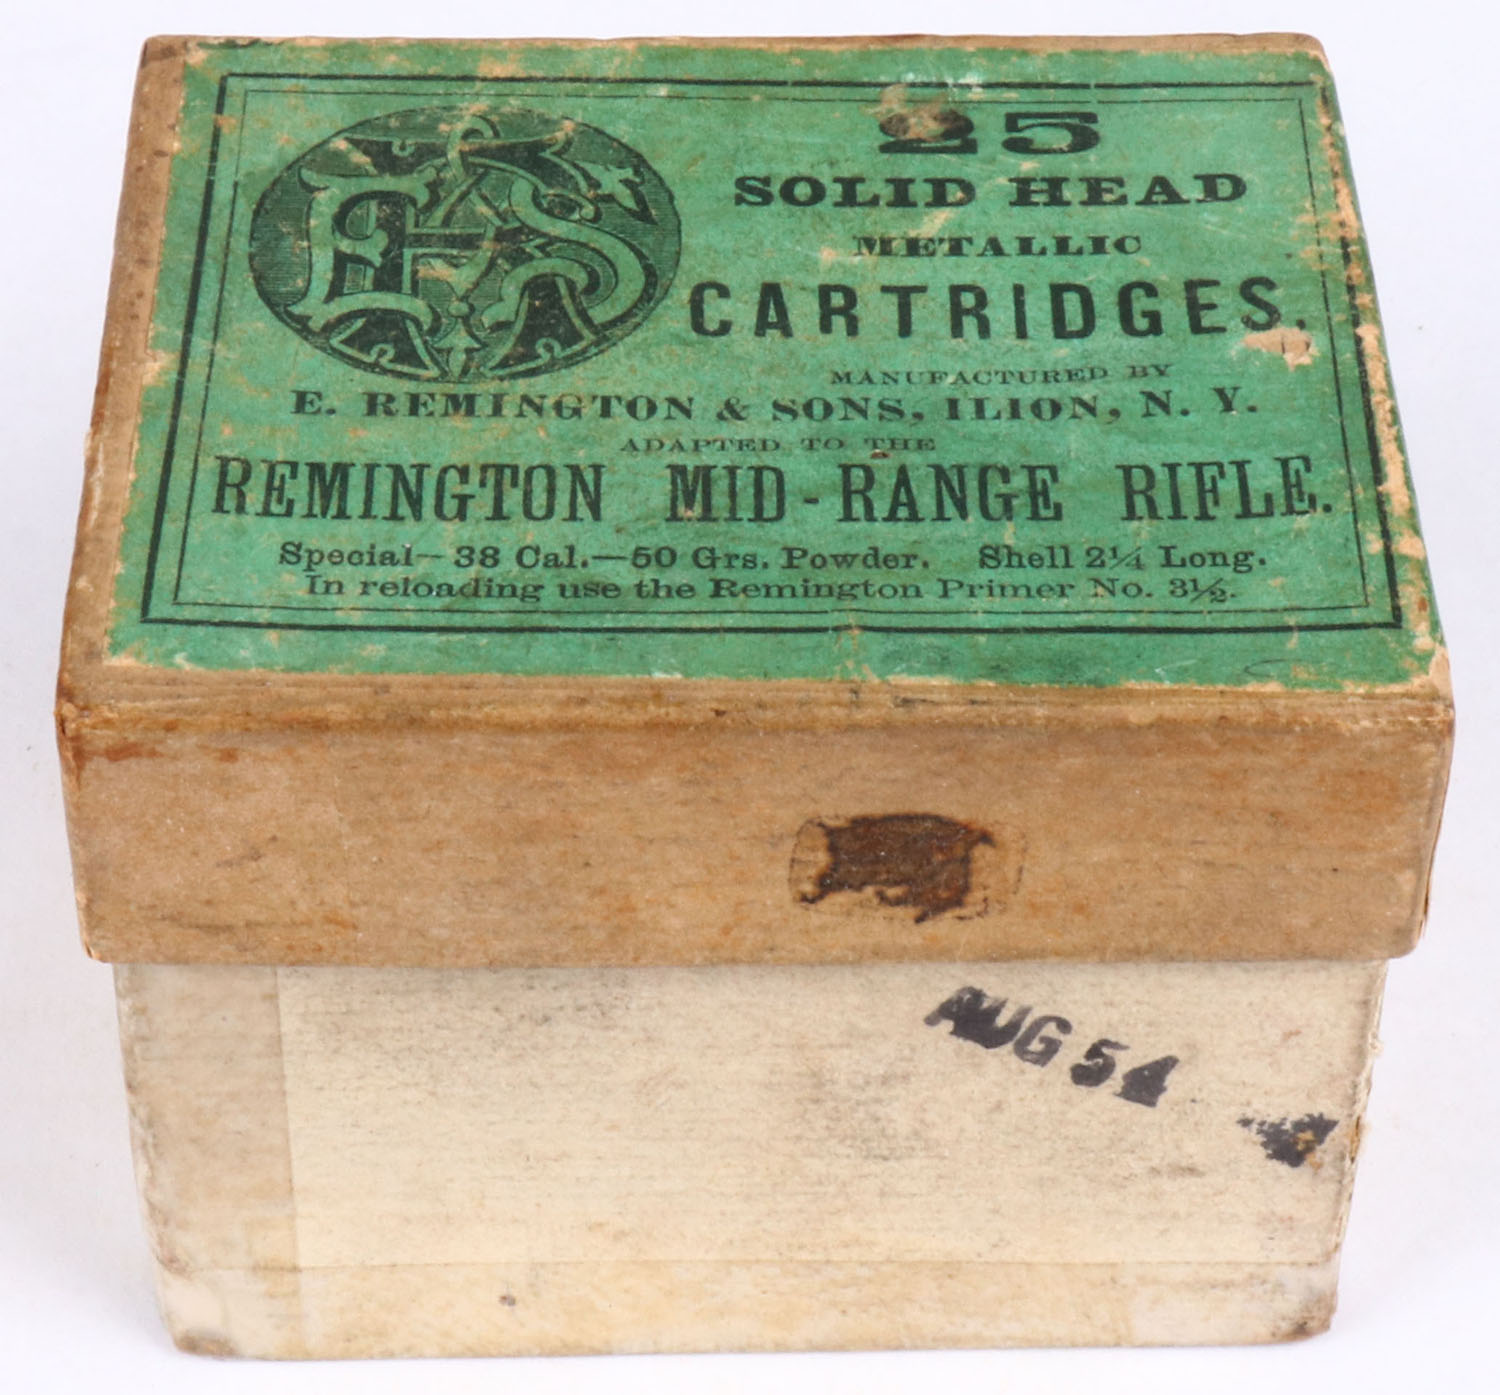 E R & S
25
SOLID HEAD
METALLIC
CARTRIDGES.
MANUFACTURED BY
E. REMINGTON & SONS, ILION, N. Y.
ADAPTED TO THE
REMINGTON MID-RANGE RIFLE.
Special—38 Cal.—50 Grs. Powder. Shell 2¼ Long.
In reloading use the Remington Primer No. 3½.
AUG 54